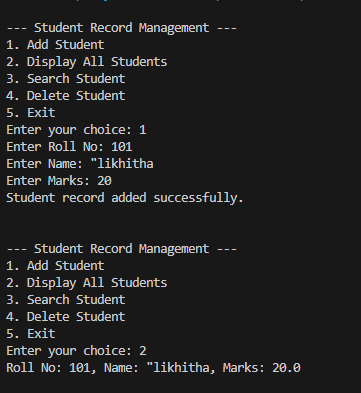 --- Student Record Management ---
1. Add Student
2. Display All Students
3. Search Student
4. Delete Student
5. Exit
Enter your choice: 1
Enter Roll No: 101
Enter Name: "likhitha
Enter Marks: 20
Student record added successfully.
--- Student Record Management ---
1. Add Student
2. Display All Students
3. Search Student
4. Delete Student
5. Exit
Enter your choice: 2
Roll No: 101, Name: "likhitha, Marks: 20.0